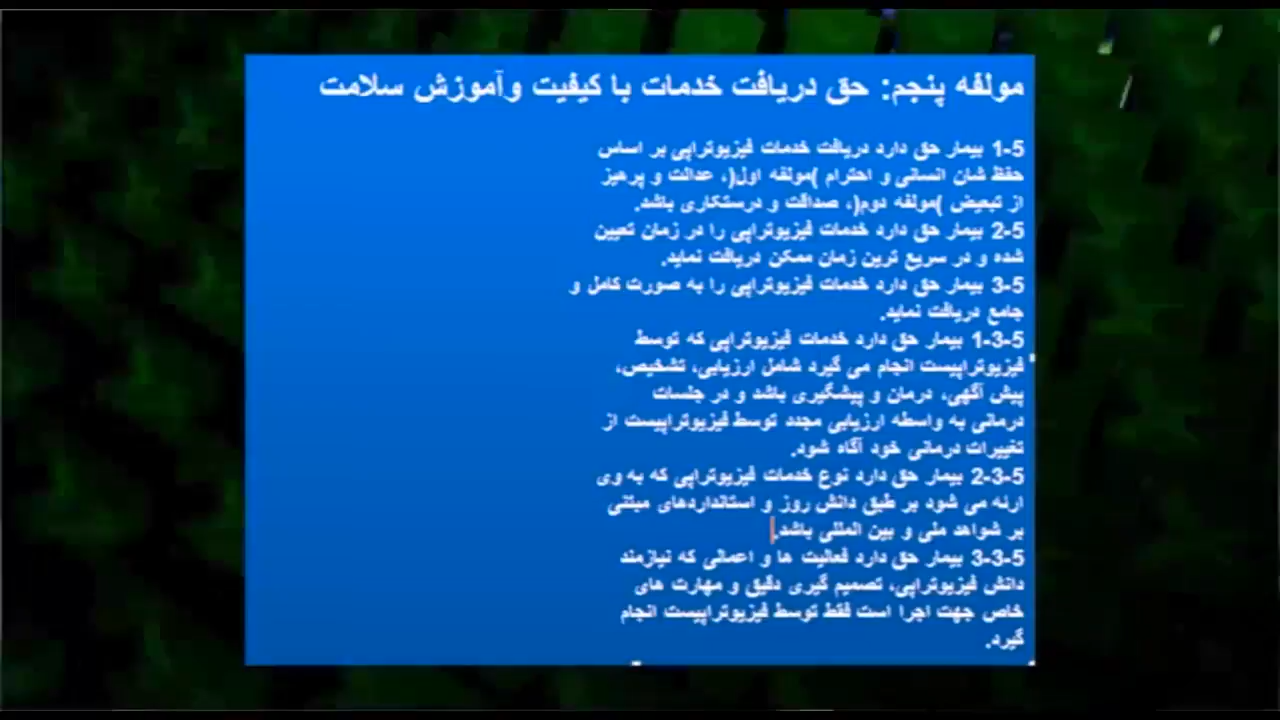 مولفه پنجم: حق دریافت خدمات با کیفیت وآموزش سلامت
1-5 بیمار حق دارد دریافت خدمات فیزیوتراپی بر اساس
حفظ شان انسانی و احترام )مولفه اول(، عدالت و پرهیز
از تبعیض )مولفه دوم(، صداقت و درستکاری باشد.
2-5 بیمار حق دارد خدمات فیزیوتراپی را در زمان تعیین
شده و در سریع ترین زمان ممکن دریافت نماید.
3-5 بیمار حق دارد خدمات فیزیوتراپی را به صورت کامل و
جامع دریافت نماید.
1-3-5 بیمار حق دارد خدمات فیزیوتراپی که توسط
فیزیوتراپیست انجام می گیرد شامل ارزیابی، تشخیص،
پیش آگهی، درمان و پیشگیری باشد و در جلسات
درمانی به واسطه ارزیابی مجدد توسط فیزیوتراپیست از
تغییرات درمانی خود آگاه شود.
2-3-5 بیمار حق دارد نوع خدمات فیزیوتراپی که به وی
ارئه می شود بر طبق دانش روز و استانداردهای مبتنی
بر شواهد ملی و بین المللی باشد.
3-3-5 بیمار حق دارد فعالیت ها و اعمالی که نیازمند
دانش فیزیوتراپی، تصمیم گیری دقیق و مهارت های
خاص جهت اجرا است فقط توسط فیزیوتراپیست انجام
گیرد.